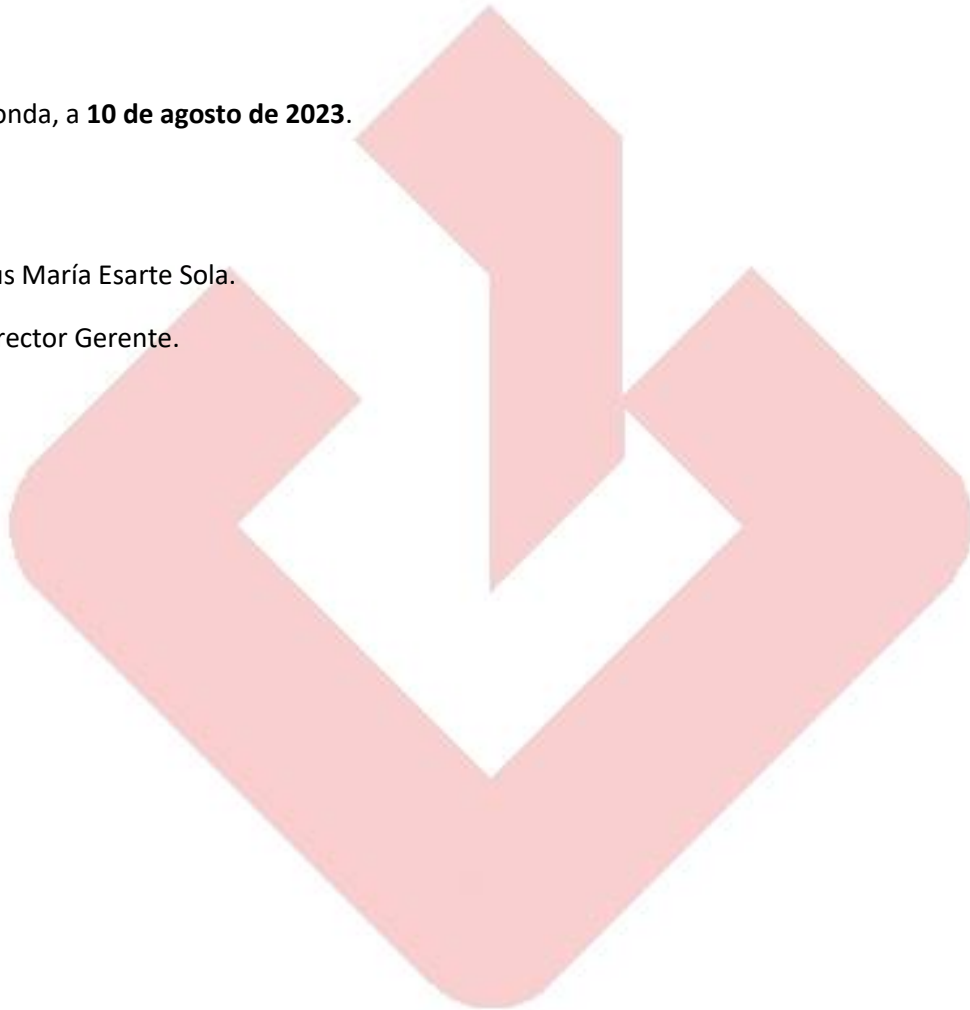 onda, a 10 de agosto de 2023.
us María Esarte Sola.
rector Gerente.